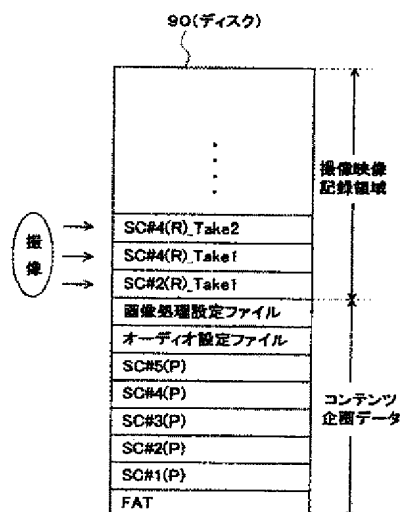 90(ディスク)
撮像映像
記録領域
撮
像
SC#4(R)_Take2
SC#4(R)_Take1
SC#2(R)_Take1
画像処理設定ファイル
オーディオ設定ファイル
SC#5(P)
SC#4(P)
SC#3(P)
SC#2(P)
SC#1(P)
FAT
コンテンツ
企画データ